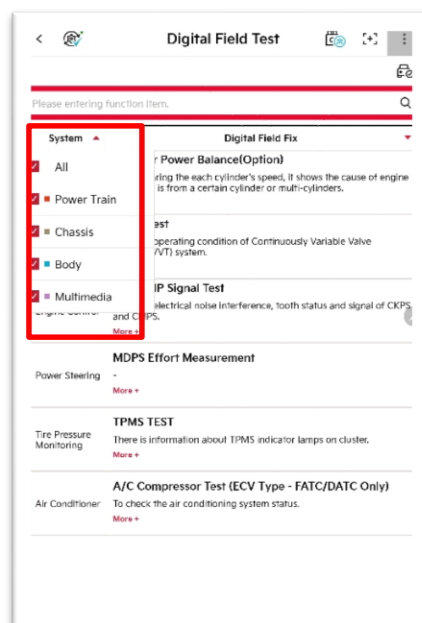 Digital Field Test
Please entering function item.
System
Digital Field Fix
All
Power Train
Chassis
Body
Multimedia
r Power Balance(Option)
ring the each cylinder's speed, it shows the cause of engine
is from a certain cylinder or multi-cylinders.
est
operating condition of Continuously Variable Valve
VT) system.
IP Signal Test
electrical noise interference, tooth status and signal of CKPS
and CMPS.
More +
MDPS Effort Measurement
Power Steering
-
More +
TPMS TEST
Tire Pressure
Monitoring
There is information about TPMS indicator lamps on cluster.
More +
A/C Compressor Test (ECV Type - FATC/DATC Only)
Air Conditioner
To check the air conditioning system status.
More +